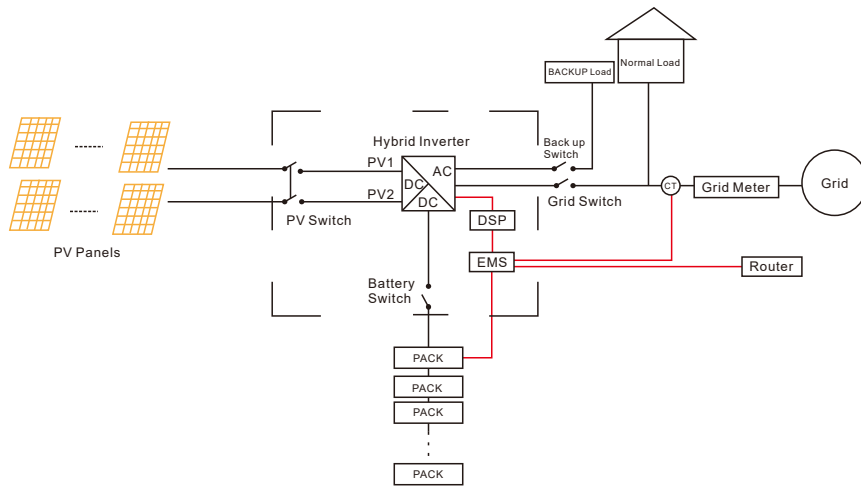 BACKUP Load
Normal Load
Hybrid Inverter
Back up
Switch
PV1
AC
DC
CT
Grid Meter
Grid
PV2
DC
PV Switch
DSP
Grid Switch
PV Panels
EMS
Router
Battery
Switch
PACK
PACK
PACK
PACK